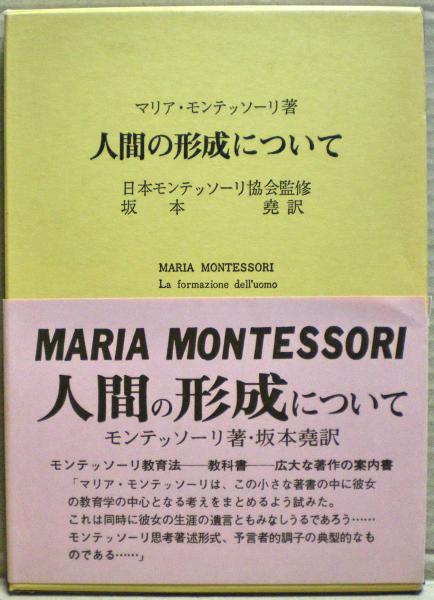 マリア・モンテッソーリ著
人間の形成について
日本モンテッソーリ協会監修
坂本 堯訳
MARIA MONTESSORI
La formazione dell'uomo
MARIA MONTESSORI
人間の形成について
モンテッソーリ著・坂本堯訳
モンテッソーリ教育法──教科書──広大な著作の案内書
「マリア・モンテッソーリは、この小さな著書の中に彼女
の教育学の中心となる考えをまとめるよう試みた。
これは同時に彼女の生涯の遺言ともみなしうるであろう……
モンテッソーリ思考著述形式、予言者的調子の典型的なも
のである……」